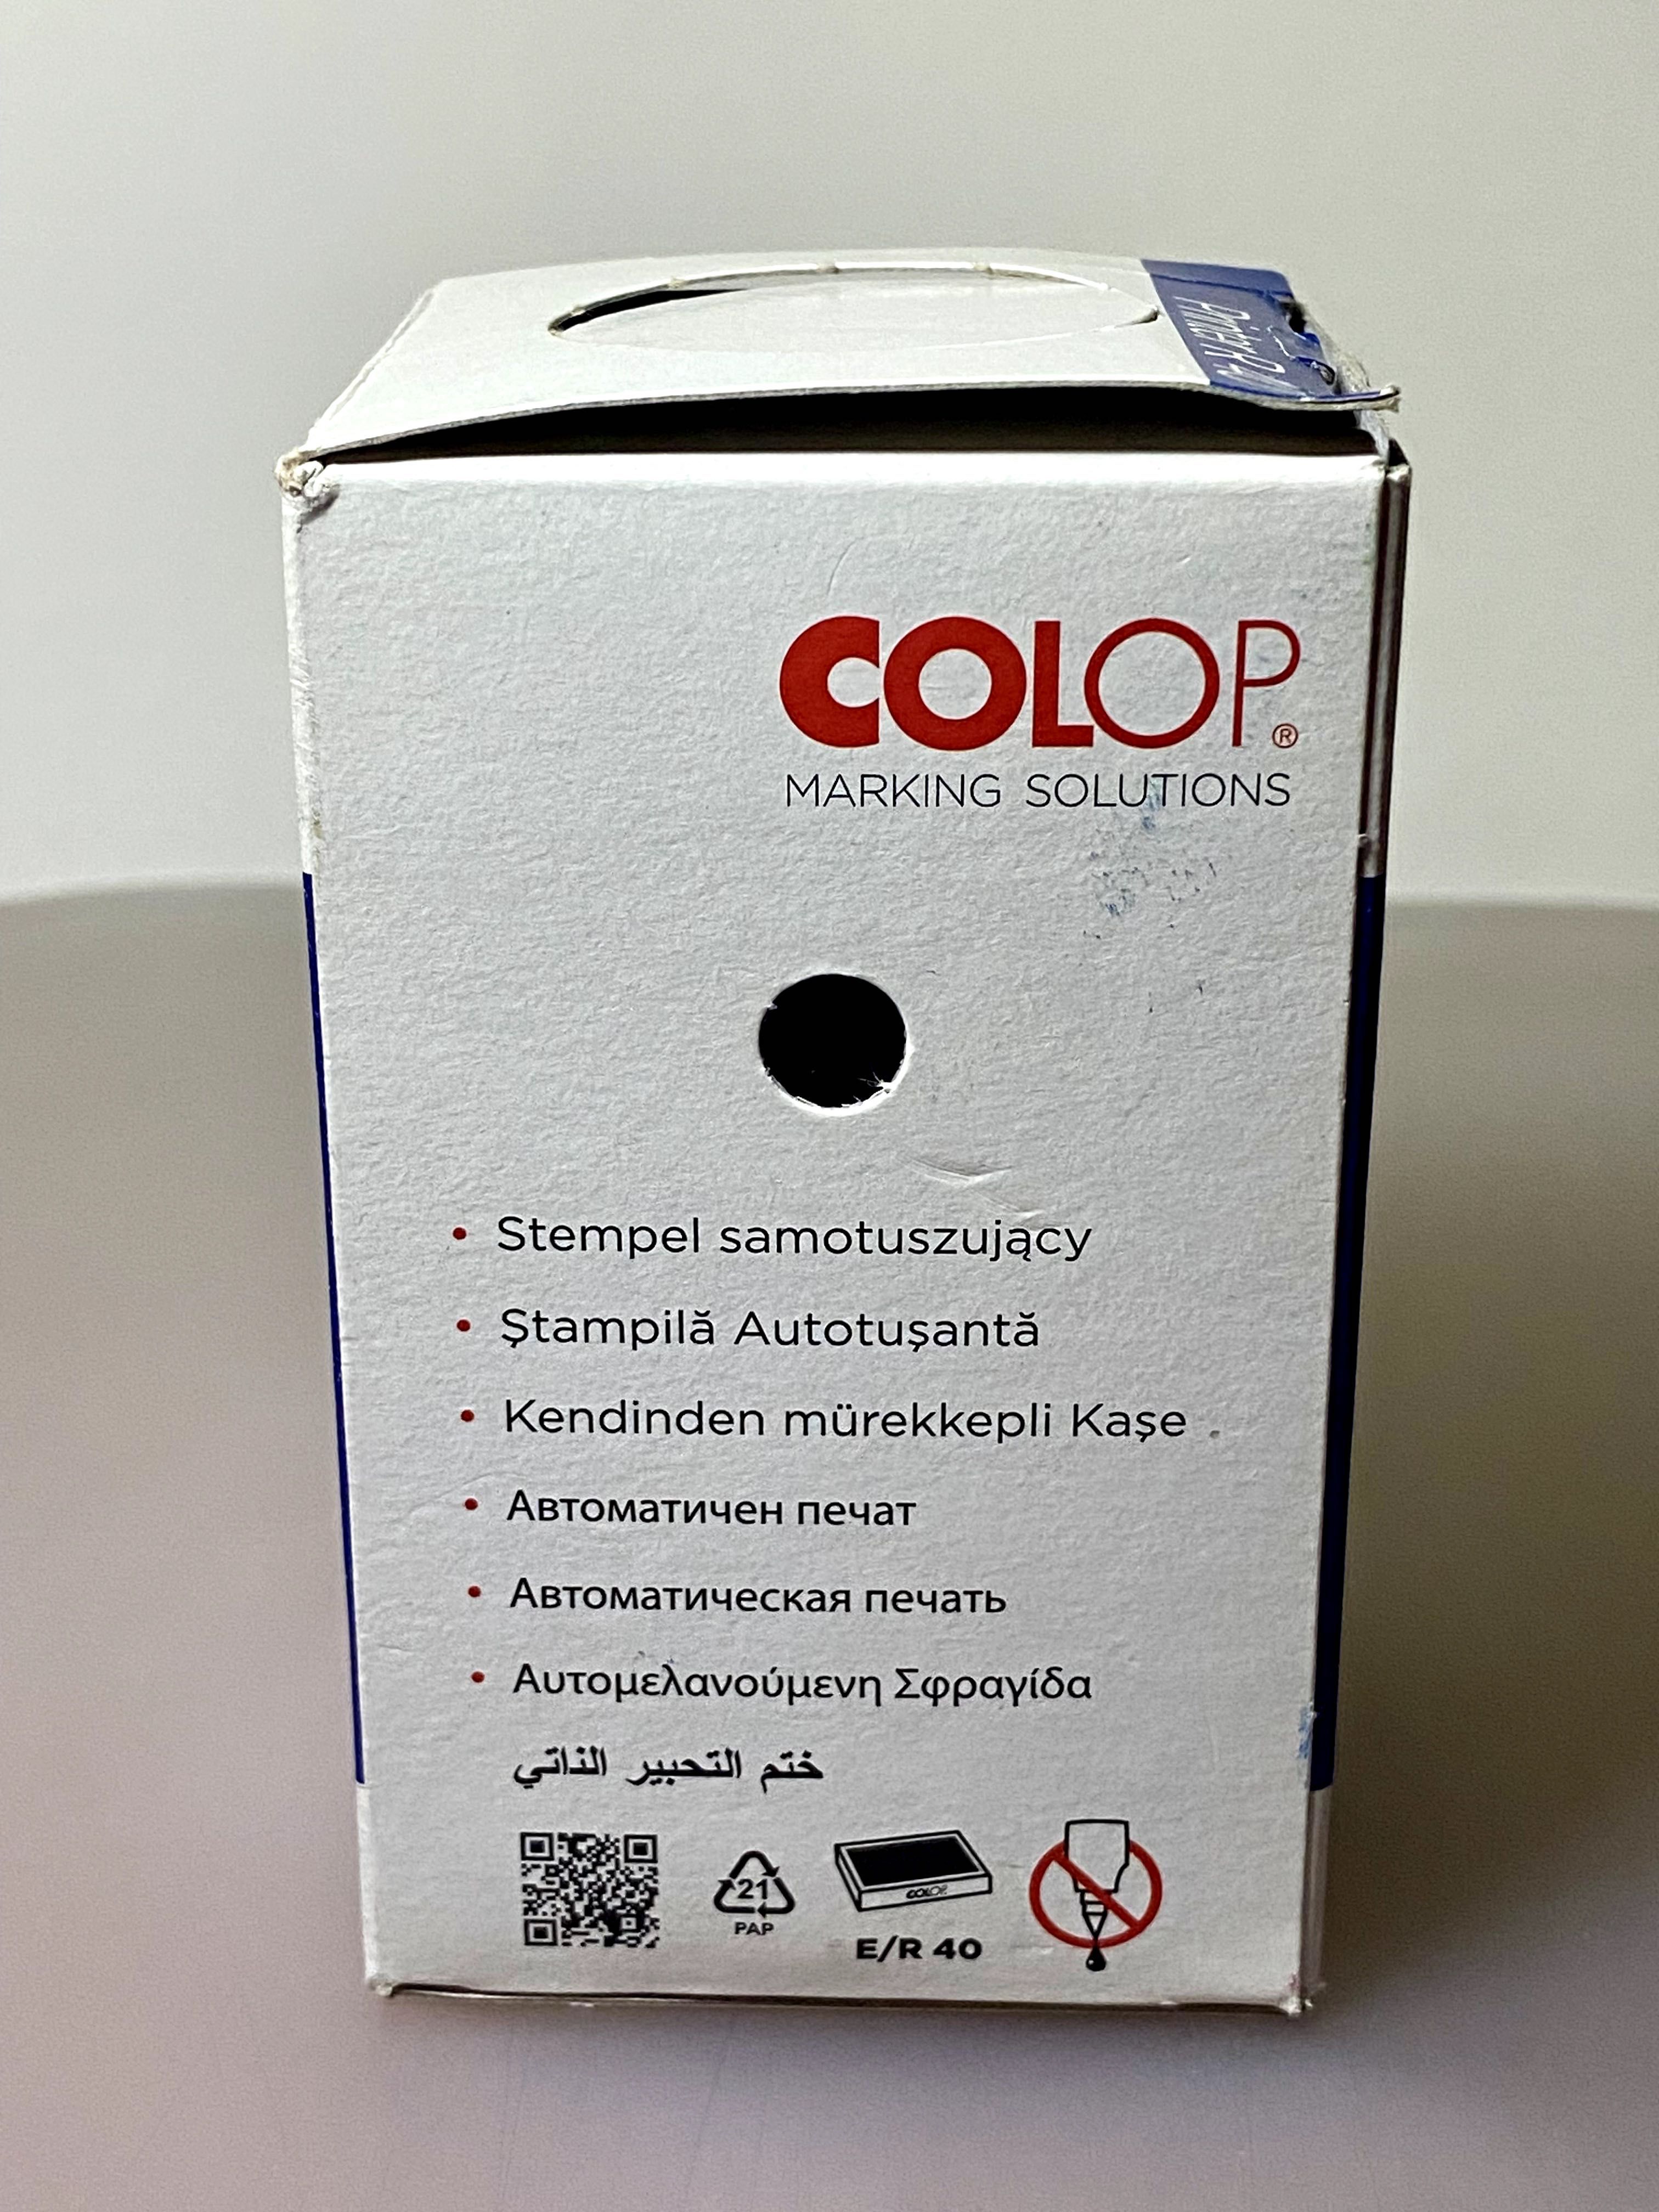 COLOP®
MARKING SOLUTIONS
• Stempel samotuszujący
• Ştampilă Autotuşantă
• Kendinden mürekkepli Kaşe
• Автоматичен печат
• Автоматическая печать
• Αυτομελανούμενη Σφραγίδα
ختم التحبير الذاتي
21
PAP
COLOP
E/R 40